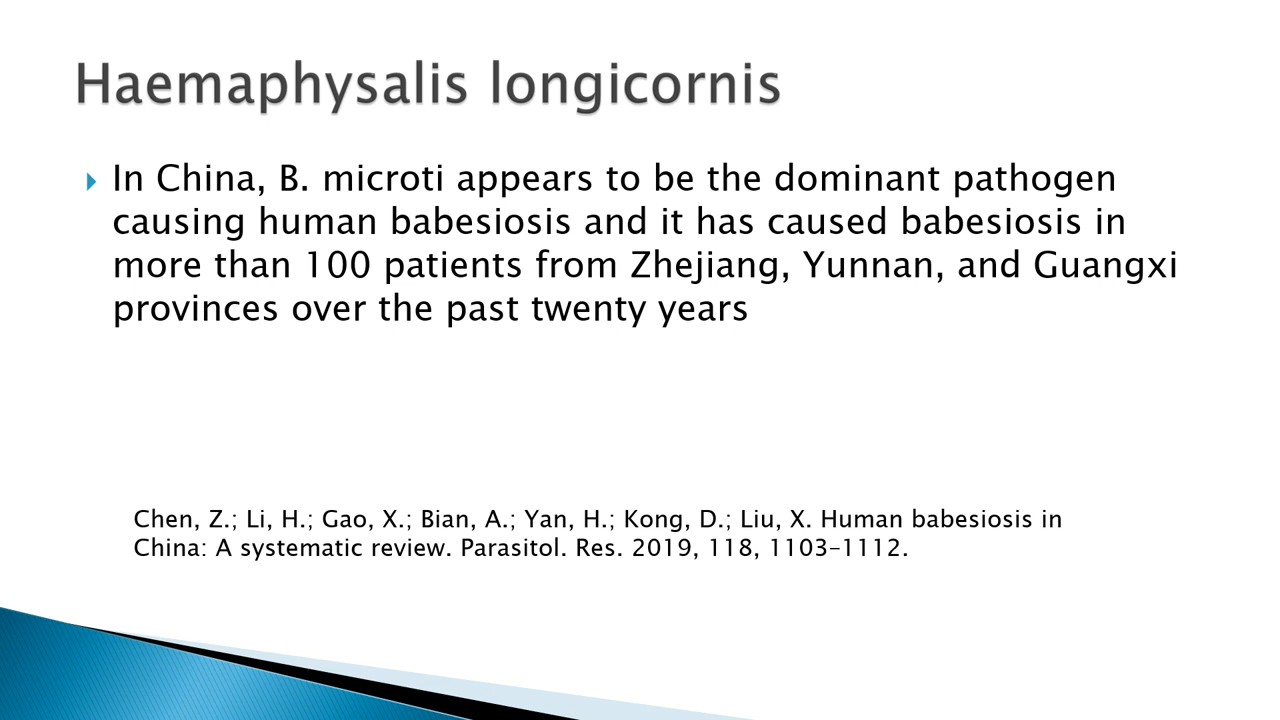 Haemaphysalis longicornis
In China, B. microti appears to be the dominant pathogen
causing human babesiosis and it has caused babesiosis in
more than 100 patients from Zhejiang, Yunnan, and Guangxi
provinces over the past twenty years
Chen, Z.; Li, H.; Gao, X.; Bian, A.; Yan, H.; Kong, D.; Liu, X. Human babesiosis in
China: A systematic review. Parasitol. Res. 2019, 118, 1103–1112.